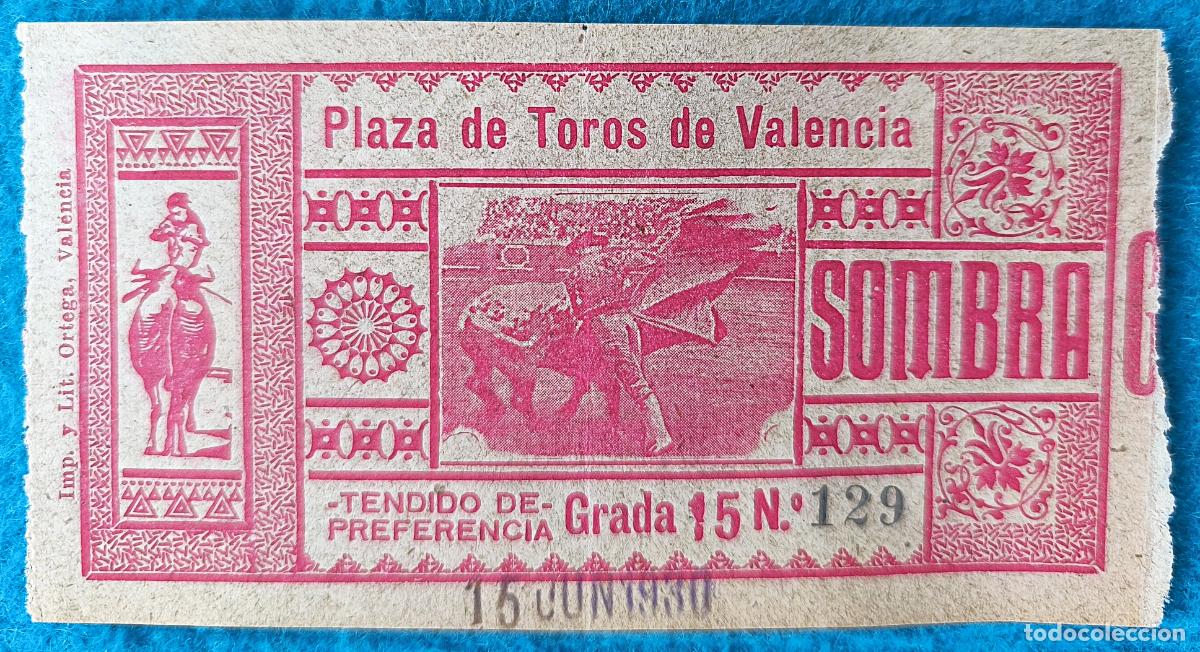 Plaza de Toros de Valencia
SOMBRA
-TENDIDO DE-
PREFERENCIA
Grada 15 N.º 129
15 JUN 1930
Imp. y Lit. Ortega, Valencia
todocoleccion